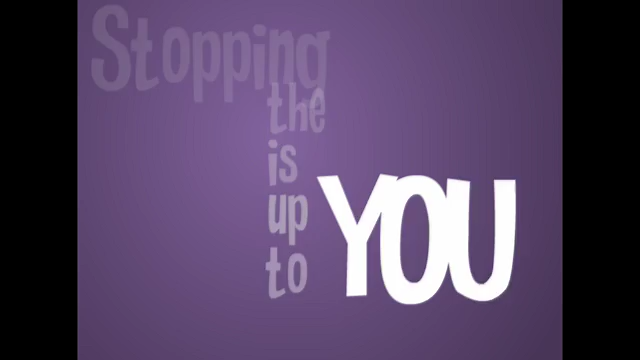 Stopping
the
is
up
to
YOU